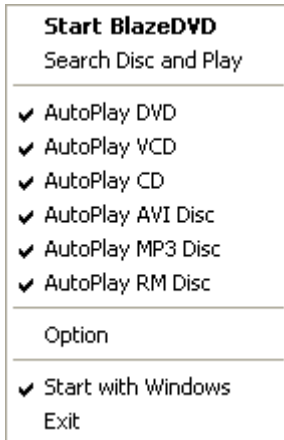 Start BlazeDVD
Search Disc and Play
AutoPlay DVD
AutoPlay VCD
AutoPlay CD
AutoPlay AVI Disc
AutoPlay MP3 Disc
AutoPlay RM Disc
Option
Start with Windows
Exit